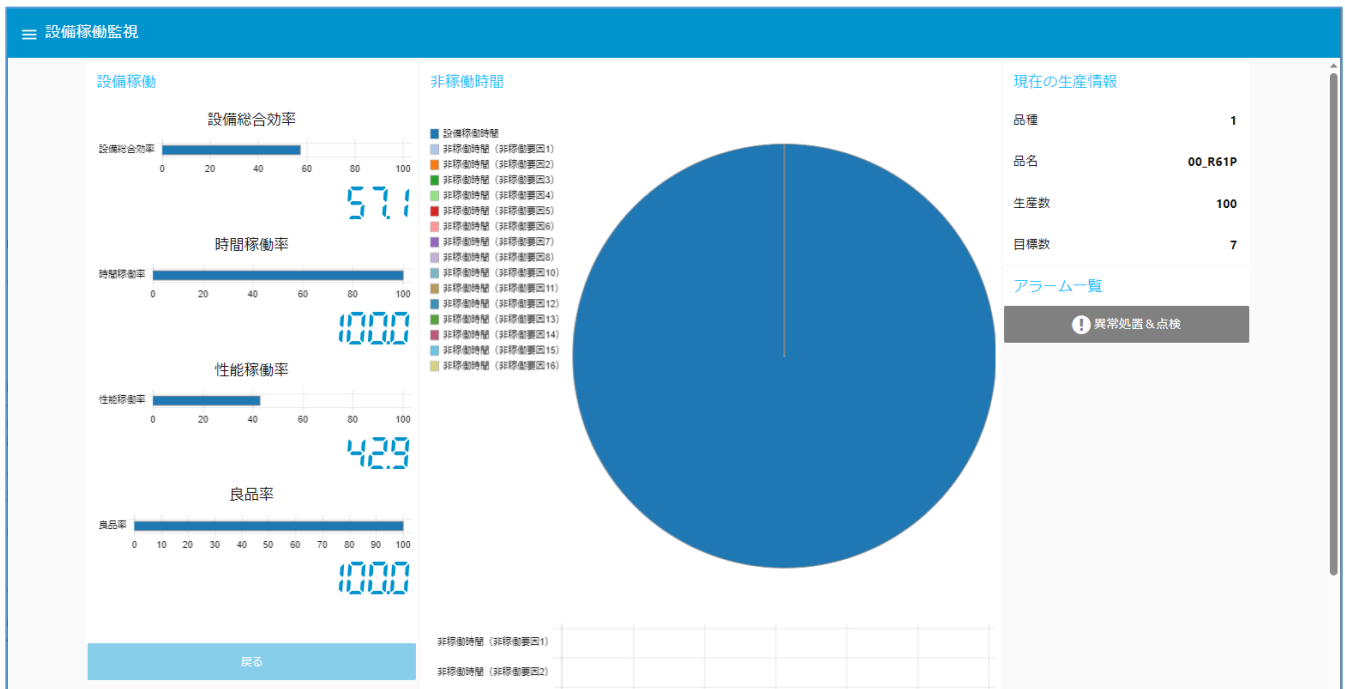 設備稼働監視
設備稼働
設備総合効率
設備総合効率
0 20 40 60 80 100
57.1
時間稼働率
時間稼働率
0 20 40 60 80 100
100.0
性能稼働率
性能稼働率
0 20 40 60 80 100
42.9
良品率
良品率
0 10 20 30 40 50 60 70 80 90 100
100.0
戻る
非稼働時間
設備稼働時間
非稼働時間（非稼働要因1）
非稼働時間（非稼働要因2）
非稼働時間（非稼働要因3）
非稼働時間（非稼働要因4）
非稼働時間（非稼働要因5）
非稼働時間（非稼働要因6）
非稼働時間（非稼働要因7）
非稼働時間（非稼働要因8）
非稼働時間（非稼働要因10）
非稼働時間（非稼働要因11）
非稼働時間（非稼働要因12）
非稼働時間（非稼働要因13）
非稼働時間（非稼働要因14）
非稼働時間（非稼働要因15）
非稼働時間（非稼働要因16）
非稼働時間（非稼働要因1）
非稼働時間（非稼働要因2）
現在の生産情報
品種 1
品名 00_R61P
生産数 100
目標数 7
アラーム一覧
異常処置＆点検